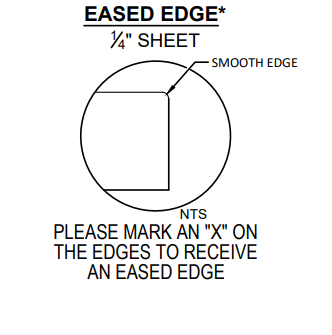 EASED EDGE*
¼" SHEET
SMOOTH EDGE
NTS
PLEASE MARK AN "X" ON
THE EDGES TO RECEIVE
AN EASED EDGE